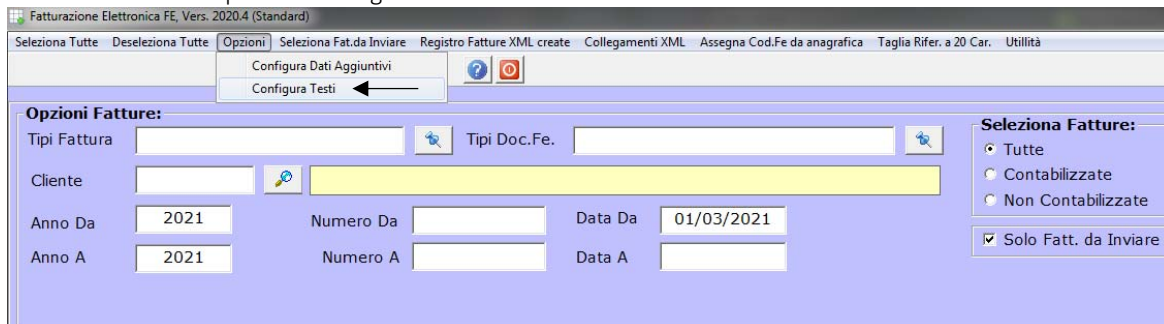 Fatturazione Elettronica FE, Vers. 2020.4 (Standard)
Seleziona Tutte Deseleziona Tutte Opzioni Seleziona Fat.da Inviare Registro Fatture XML create Collegamenti XML Assegna Cod.Fe da anagrafica Taglia Rifer. a 20 Car. Utillità
Configura Dati Aggiuntivi
Configura Testi
Opzioni Fatture:
Tipi Fattura Tipi Doc.Fe.
Cliente
Anno Da 2021 Numero Da Data Da 01/03/2021
Anno A 2021 Numero A Data A
Seleziona Fatture:
Tutte
Contabilizzate
Non Contabilizzate
Solo Fatt. da Inviare